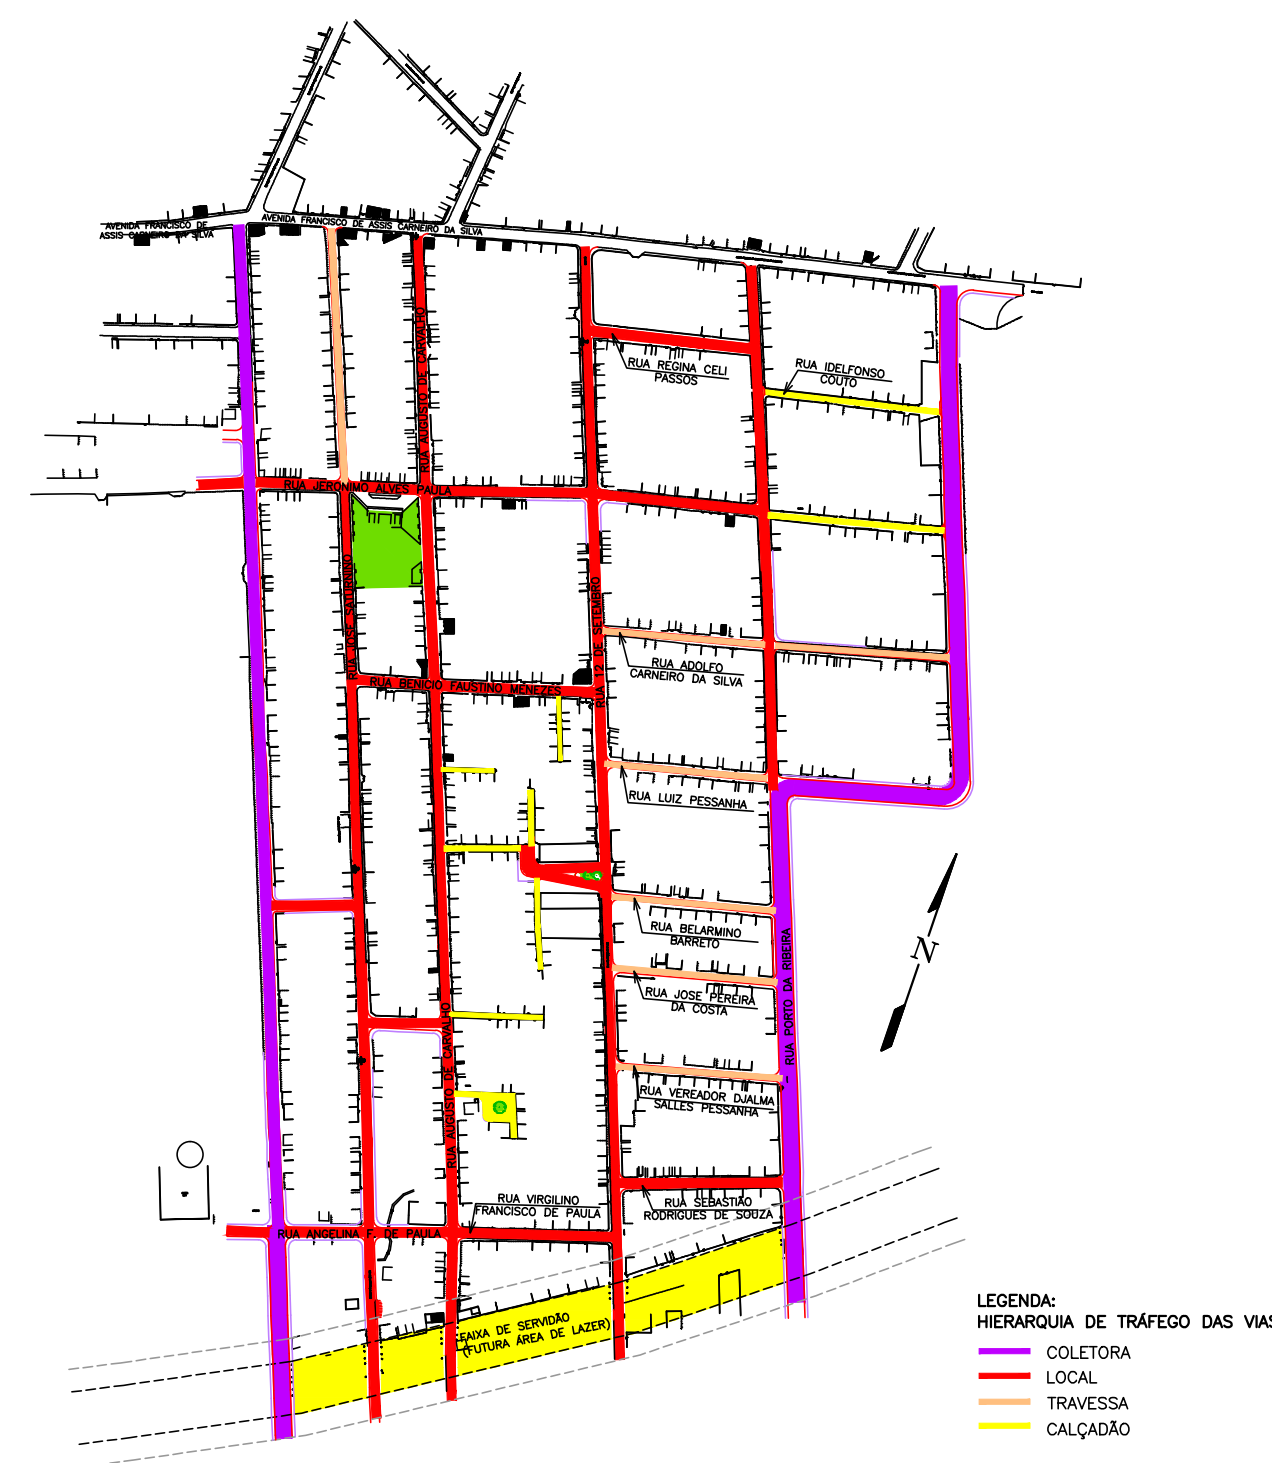 AVENIDA FRANCISCO DE
ASSIS CARNEIRO DA SILVA
AVENIDA FRANCISCO DE ASSIS CARNEIRO DA SILVA
RUA AUGUSTO DE CARVALHO
RUA REGINA CELI
PASSOS
RUA IDELFONSO
COUTO
RUA JERONIMO ALVES PAULA
RUA JOSE SATURNINO
RUA 12 DE SETEMBRO
RUA ADOLFO
CARNEIRO DA SILVA
RUA BENICIO FAUSTINO MENEZES
RUA LUIZ PESSANHA
RUA BELARMINO
BARRETO
RUA PORTO DA RIBEIRA
N
RUA JOSE PEREIRA
DA COSTA
RUA AUGUSTO DE CARVALHO
RUA VEREADOR DJALMA
SALLES PESSANHA
RUA VIRGILINO
FRANCISCO DE PAULA
RUA SEBASTIÃO
RODRIGUES DE SOUZA
RUA ANGELINA F. DE PAULA
FAIXA DE SERVIDÃO
(FUTURA ÁREA DE LAZER)
LEGENDA:
HIERARQUIA DE TRÁFEGO DAS VIAS
COLETORA
LOCAL
TRAVESSA
CALÇADÃO